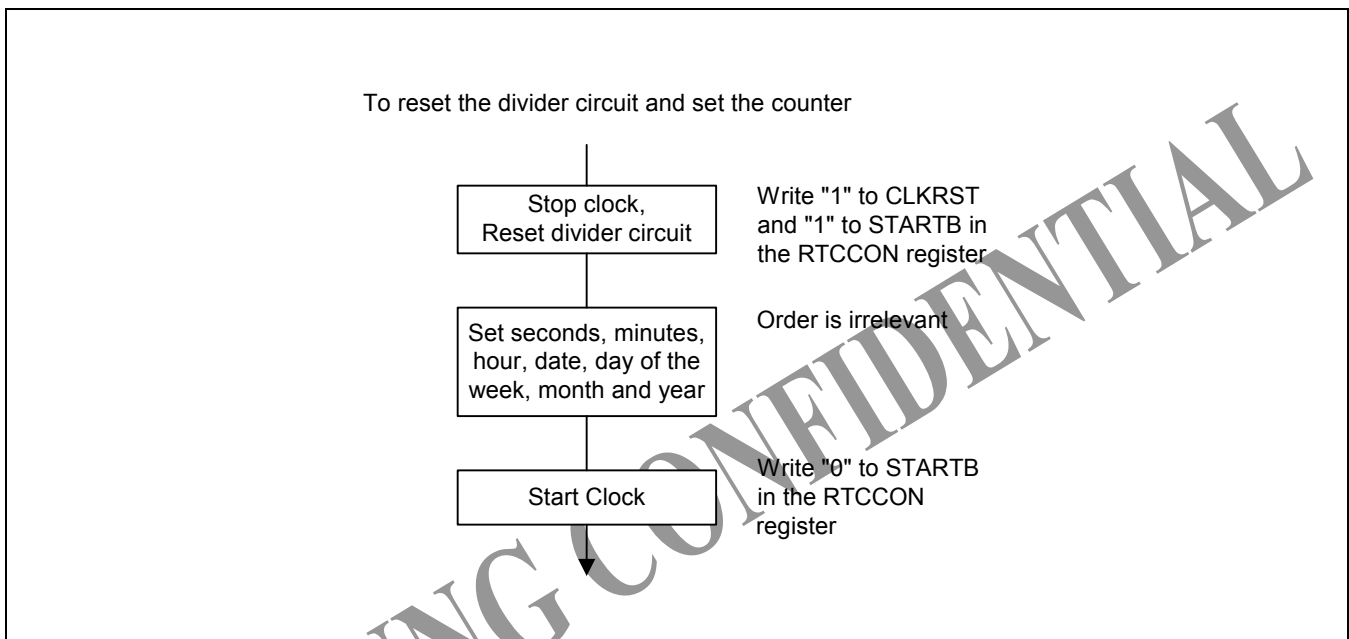 To reset the divider circuit and set the counter
Stop clock,
Reset divider circuit
Write "1" to CLKRST
and "1" to STARTB in
the RTCCON register
Set seconds, minutes,
hour, date, day of the
week, month and year
Order is irrelevant
Start Clock
Write "0" to STARTB
in the RTCCON
register
NG CONFIDENTIAL